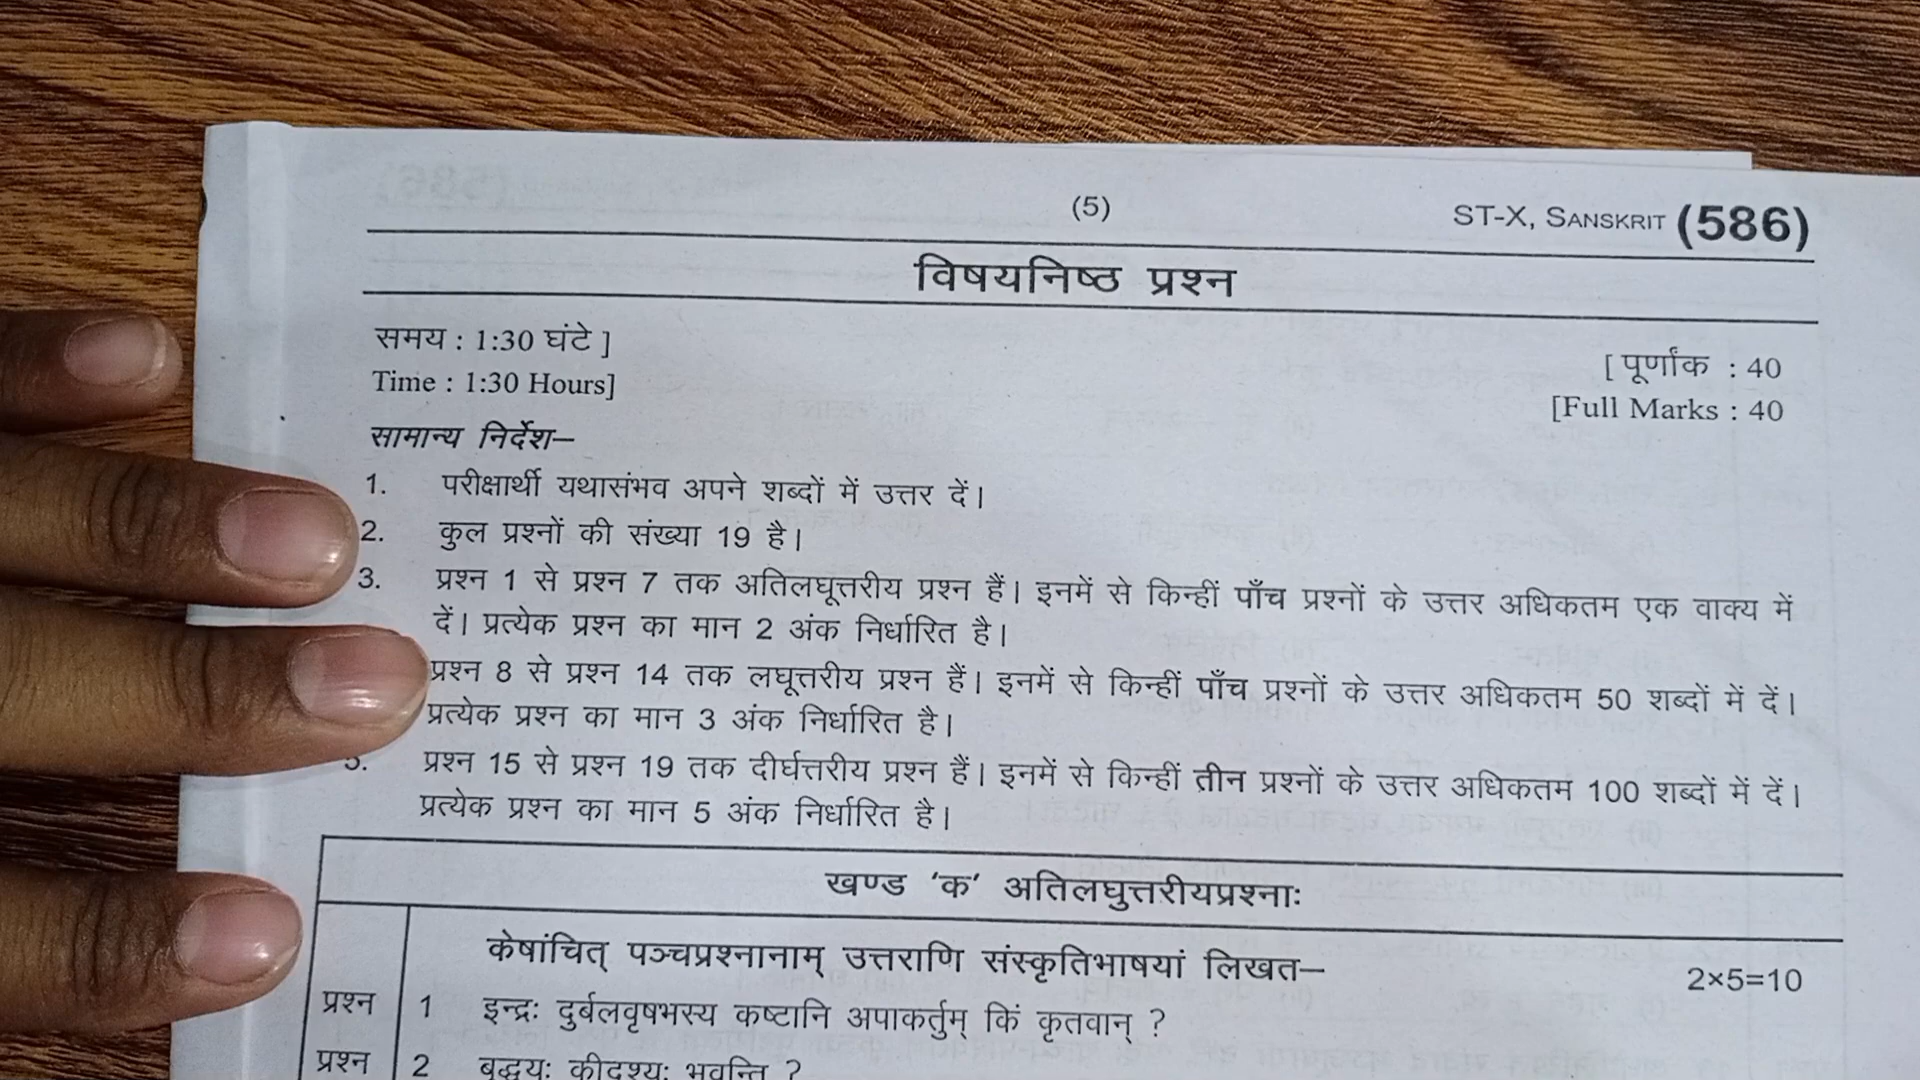 (5)
ST-X, SANSKRIT (586)
विषयनिष्ठ प्रश्न
समय : 1:30 घंटे ]
[ पूर्णांक : 40
Time : 1:30 Hours]
[Full Marks : 40
सामान्य निर्देश–
1. परीक्षार्थी यथासंभव अपने शब्दों में उत्तर दें।
2. कुल प्रश्नों की संख्या 19 है।
3. प्रश्न 1 से प्रश्न 7 तक अतिलघूत्तरीय प्रश्न हैं। इनमें से किन्हीं पाँच प्रश्नों के उत्तर अधिकतम एक वाक्य में
दें। प्रत्येक प्रश्न का मान 2 अंक निर्धारित है।
प्रश्न 8 से प्रश्न 14 तक लघूत्तरीय प्रश्न हैं। इनमें से किन्हीं पाँच प्रश्नों के उत्तर अधिकतम 50 शब्दों में दें।
प्रत्येक प्रश्न का मान 3 अंक निर्धारित है।
5. प्रश्न 15 से प्रश्न 19 तक दीर्घत्तरीय प्रश्न हैं। इनमें से किन्हीं तीन प्रश्नों के उत्तर अधिकतम 100 शब्दों में दें।
प्रत्येक प्रश्न का मान 5 अंक निर्धारित है।
खण्ड 'क' अतिलघुत्तरीयप्रश्नाः
केषांचित् पञ्चप्रश्नानाम् उत्तराणि संस्कृतिभाषयां लिखत–
2×5=10
प्रश्न 1 इन्द्रः दुर्बलवृषभस्य कष्टानि अपाकर्तुम् किं कृतवान् ?
प्रश्न 2 बुद्धयः कीदृश्यः भवन्ति ?